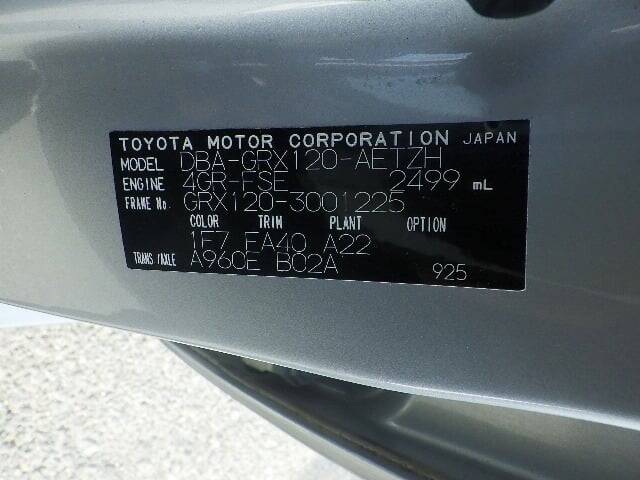 TOYOTA MOTOR CORPORATION JAPAN
MODEL DBA-GRX120-AETZH
ENGINE 4GR-FSE 2499 mL
FRAME No. GRX120-3001225
COLOR TRIM PLANT OPTION
1F7 FA40 A22
TRANS/AXLE A960E B02A 925